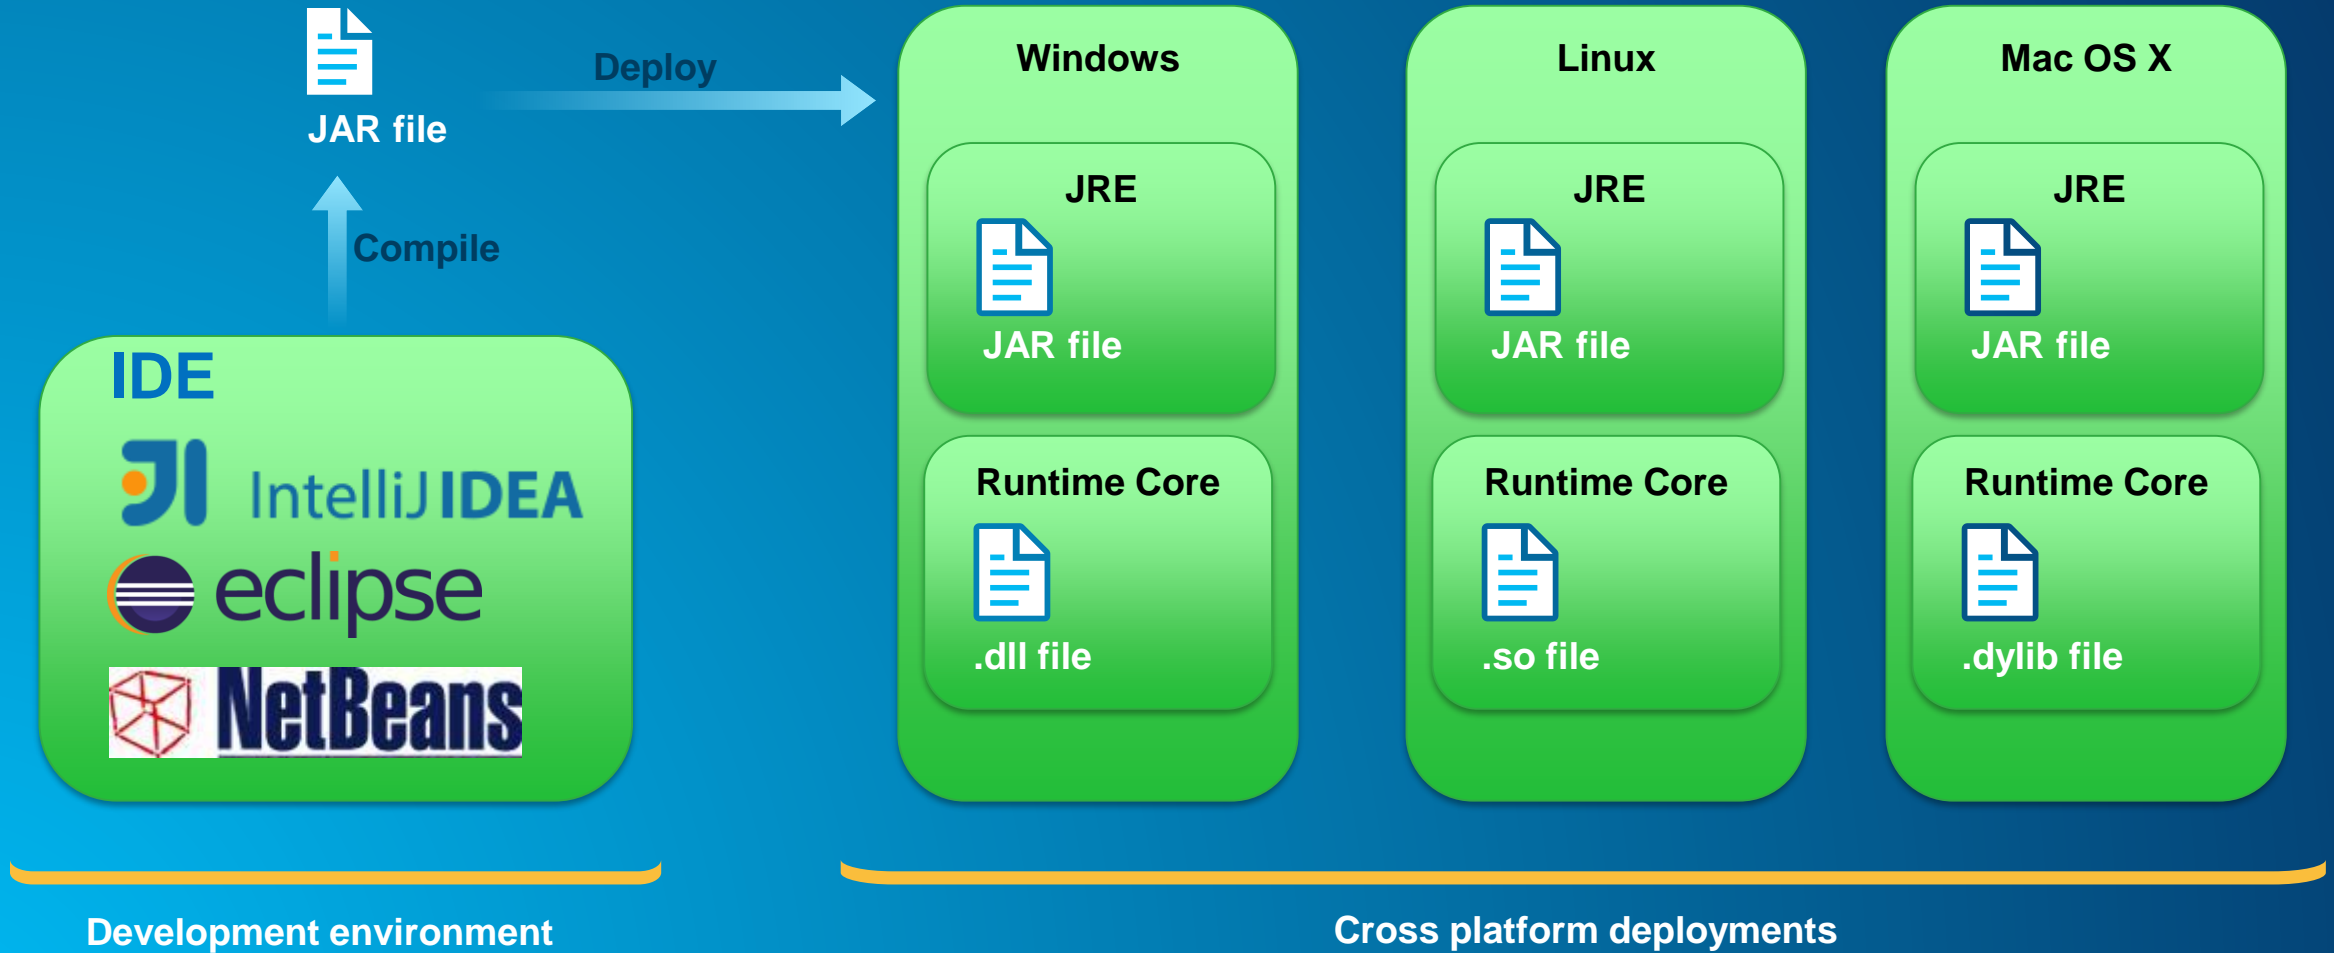 JAR file
Deploy
Compile
IDE
IntelliJ IDEA
eclipse
NetBeans
Development environment
Windows
JRE
JAR file
Runtime Core
.dll file
Linux
JRE
JAR file
Runtime Core
.so file
Mac OS X
JRE
JAR file
Runtime Core
.dylib file
Cross platform deployments